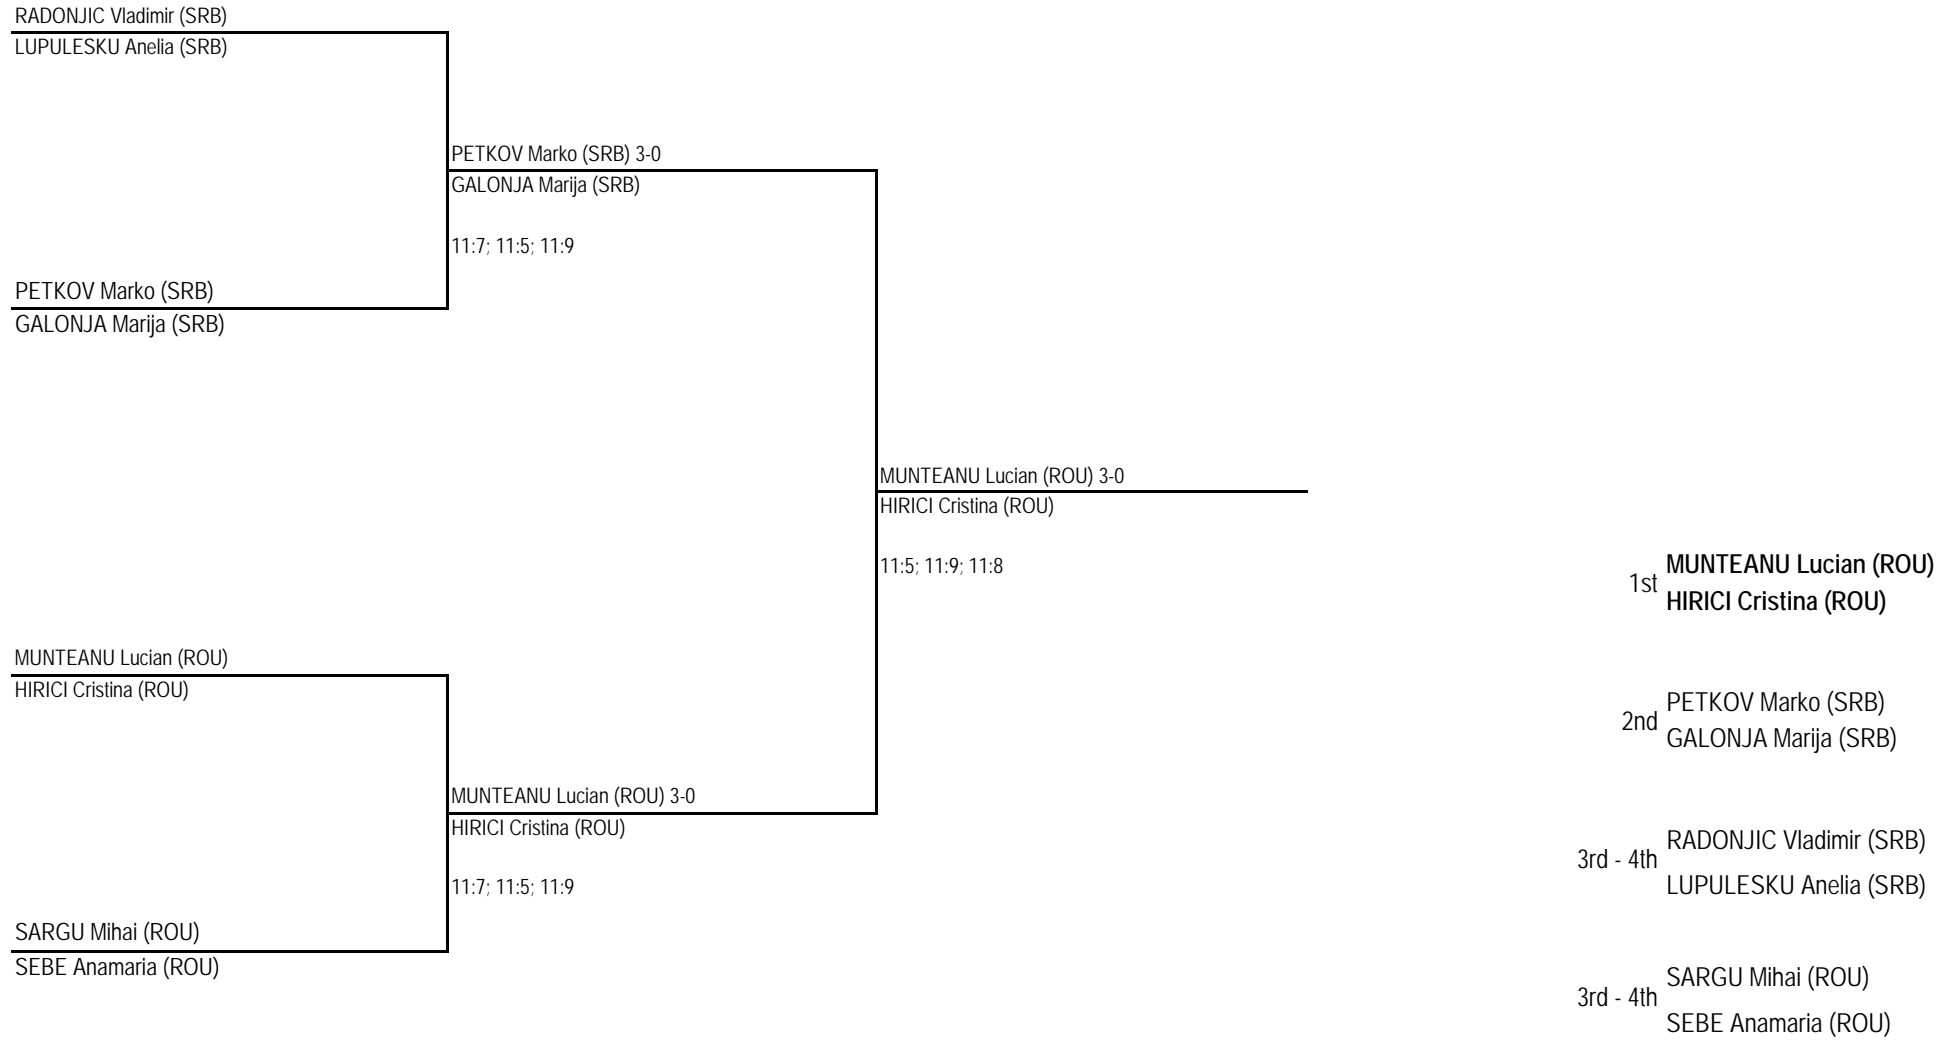 RADONJIC Vladimir (SRB)
LUPULESKU Anelia (SRB)
PETKOV Marko (SRB) 3-0
GALONJA Marija (SRB)
11:7; 11:5; 11:9
PETKOV Marko (SRB)
GALONJA Marija (SRB)
MUNTEANU Lucian (ROU) 3-0
HIRICI Cristina (ROU)
11:5; 11:9; 11:8
MUNTEANU Lucian (ROU)
HIRICI Cristina (ROU)
MUNTEANU Lucian (ROU) 3-0
HIRICI Cristina (ROU)
11:7; 11:5; 11:9
SARGU Mihai (ROU)
SEBE Anamaria (ROU)
1st
MUNTEANU Lucian (ROU)
HIRICI Cristina (ROU)
2nd
PETKOV Marko (SRB)
GALONJA Marija (SRB)
3rd - 4th
RADONJIC Vladimir (SRB)
LUPULESKU Anelia (SRB)
3rd - 4th
SARGU Mihai (ROU)
SEBE Anamaria (ROU)